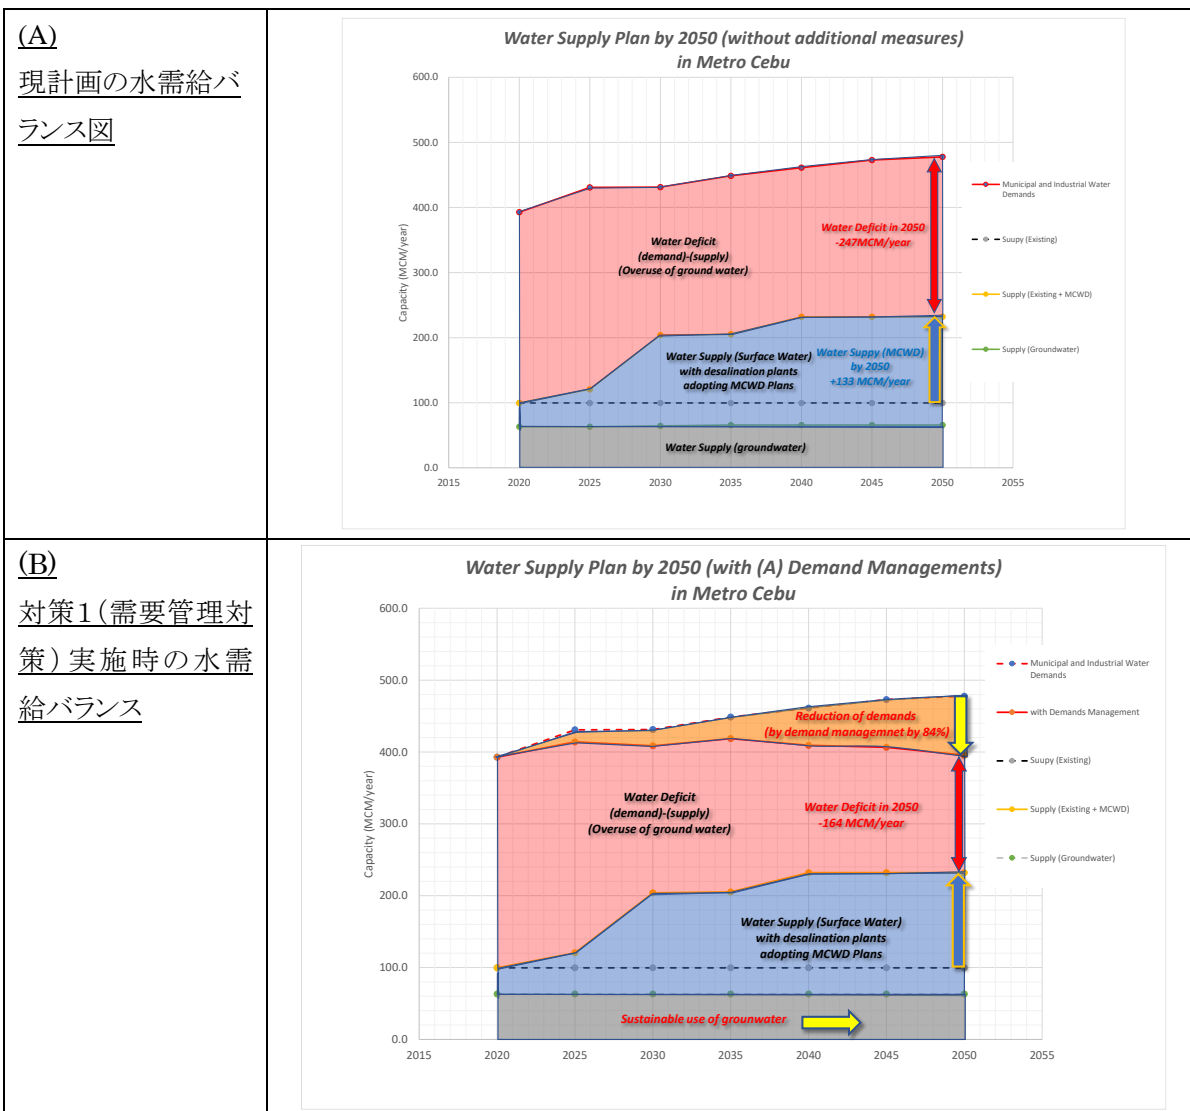 (A)
現計画の水需給バ
ランス図
Water Supply Plan by 2050 (without additional measures)
in Metro Cebu
600.0
500.0
400.0
300.0
200.0
100.0
0.0
Capacity (MCM/year)
2015
2020
2025
2030
2035
2040
2045
2050
2055
Water Deficit
(demand)-(supply)
(Overuse of ground water)
Water Deficit in 2050
-247MCM/year
Water Supply (Surface Water)
with desalination plants
adopting MCWD Plans
Water Suppy (MCWD)
by 2050
+133 MCM/year
Water Supply (groundwater)
Municipal and Industrial Water
Demands
Suupy (Existing)
Supply (Existing + MCWD)
Supply (Groundwater)
(B)
対策１（需要管理対
策）実施時の水需
給バランス
Water Supply Plan by 2050 (with (A) Demand Managements)
in Metro Cebu
600.0
500.0
400.0
300.0
200.0
100.0
0.0
Capacity (MCM/year)
2015
2020
2025
2030
2035
2040
2045
2050
2055
Reduction of demands
(by demand managemnet by 84%)
Water Deficit
(demand)-(supply)
(Overuse of ground water)
Water Deficit in 2050
-164 MCM/year
Water Supply (Surface Water)
with desalination plants
adopting MCWD Plans
Sustainable use of grounwater
Municipal and Industrial Water
Demands
with Demands Management
Suupy (Existing)
Supply (Existing + MCWD)
Supply (Groundwater)